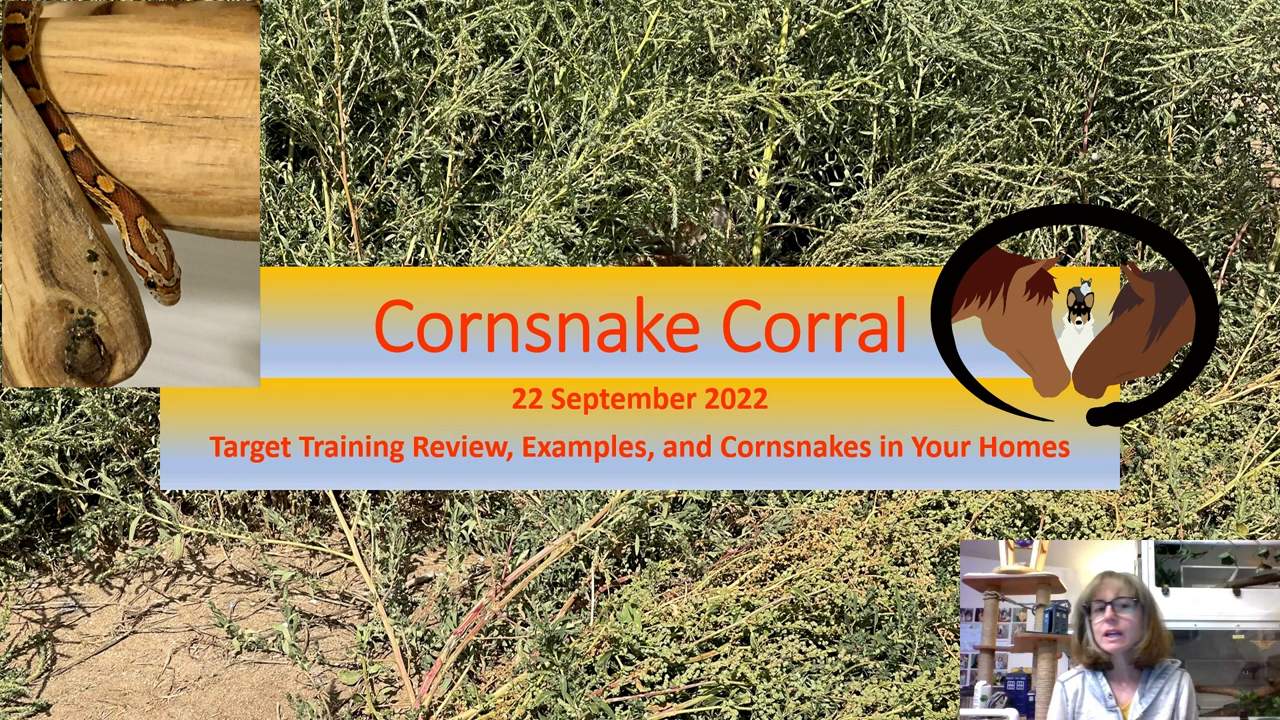 Cornsnake Corral
22 September 2022
Target Training Review, Examples, and Cornsnakes in Your Homes